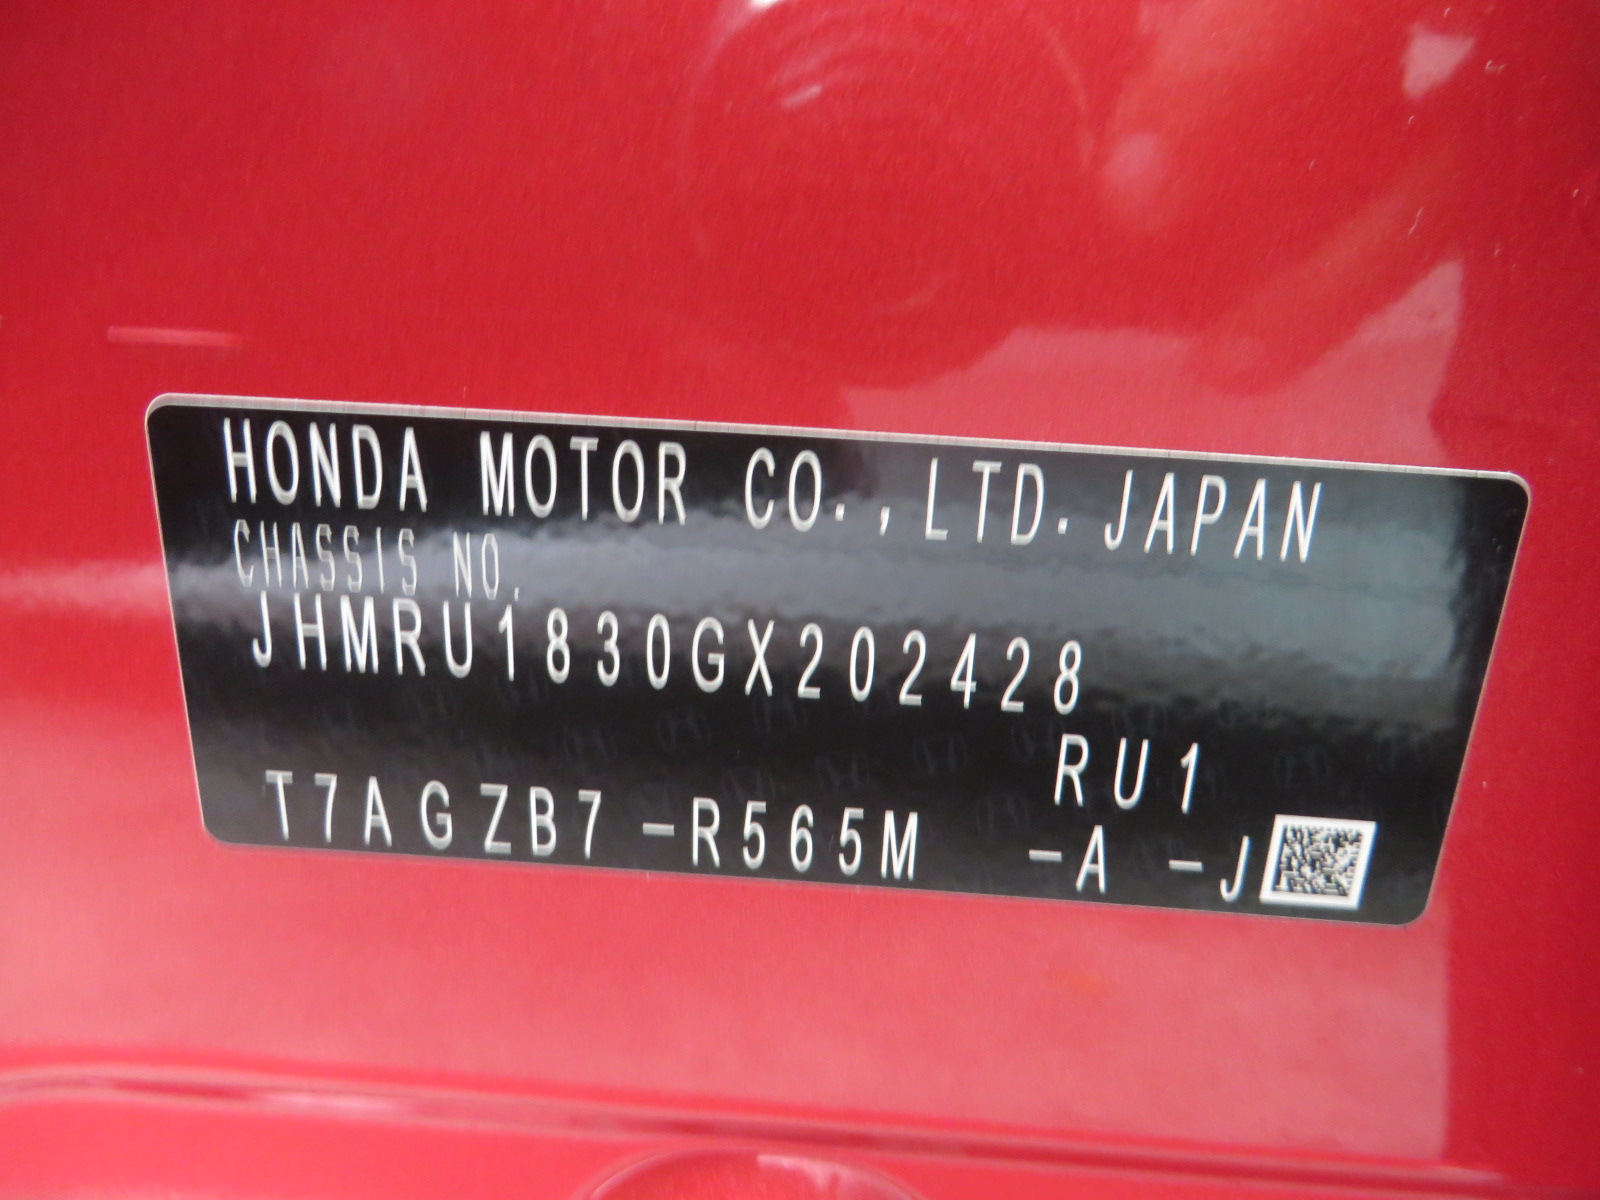 HONDA MOTOR CO.,LTD.JAPAN
CHASSIS NO.
JHMRU1830GX202428
RU1
T7AGZB7 -R565M -A -J